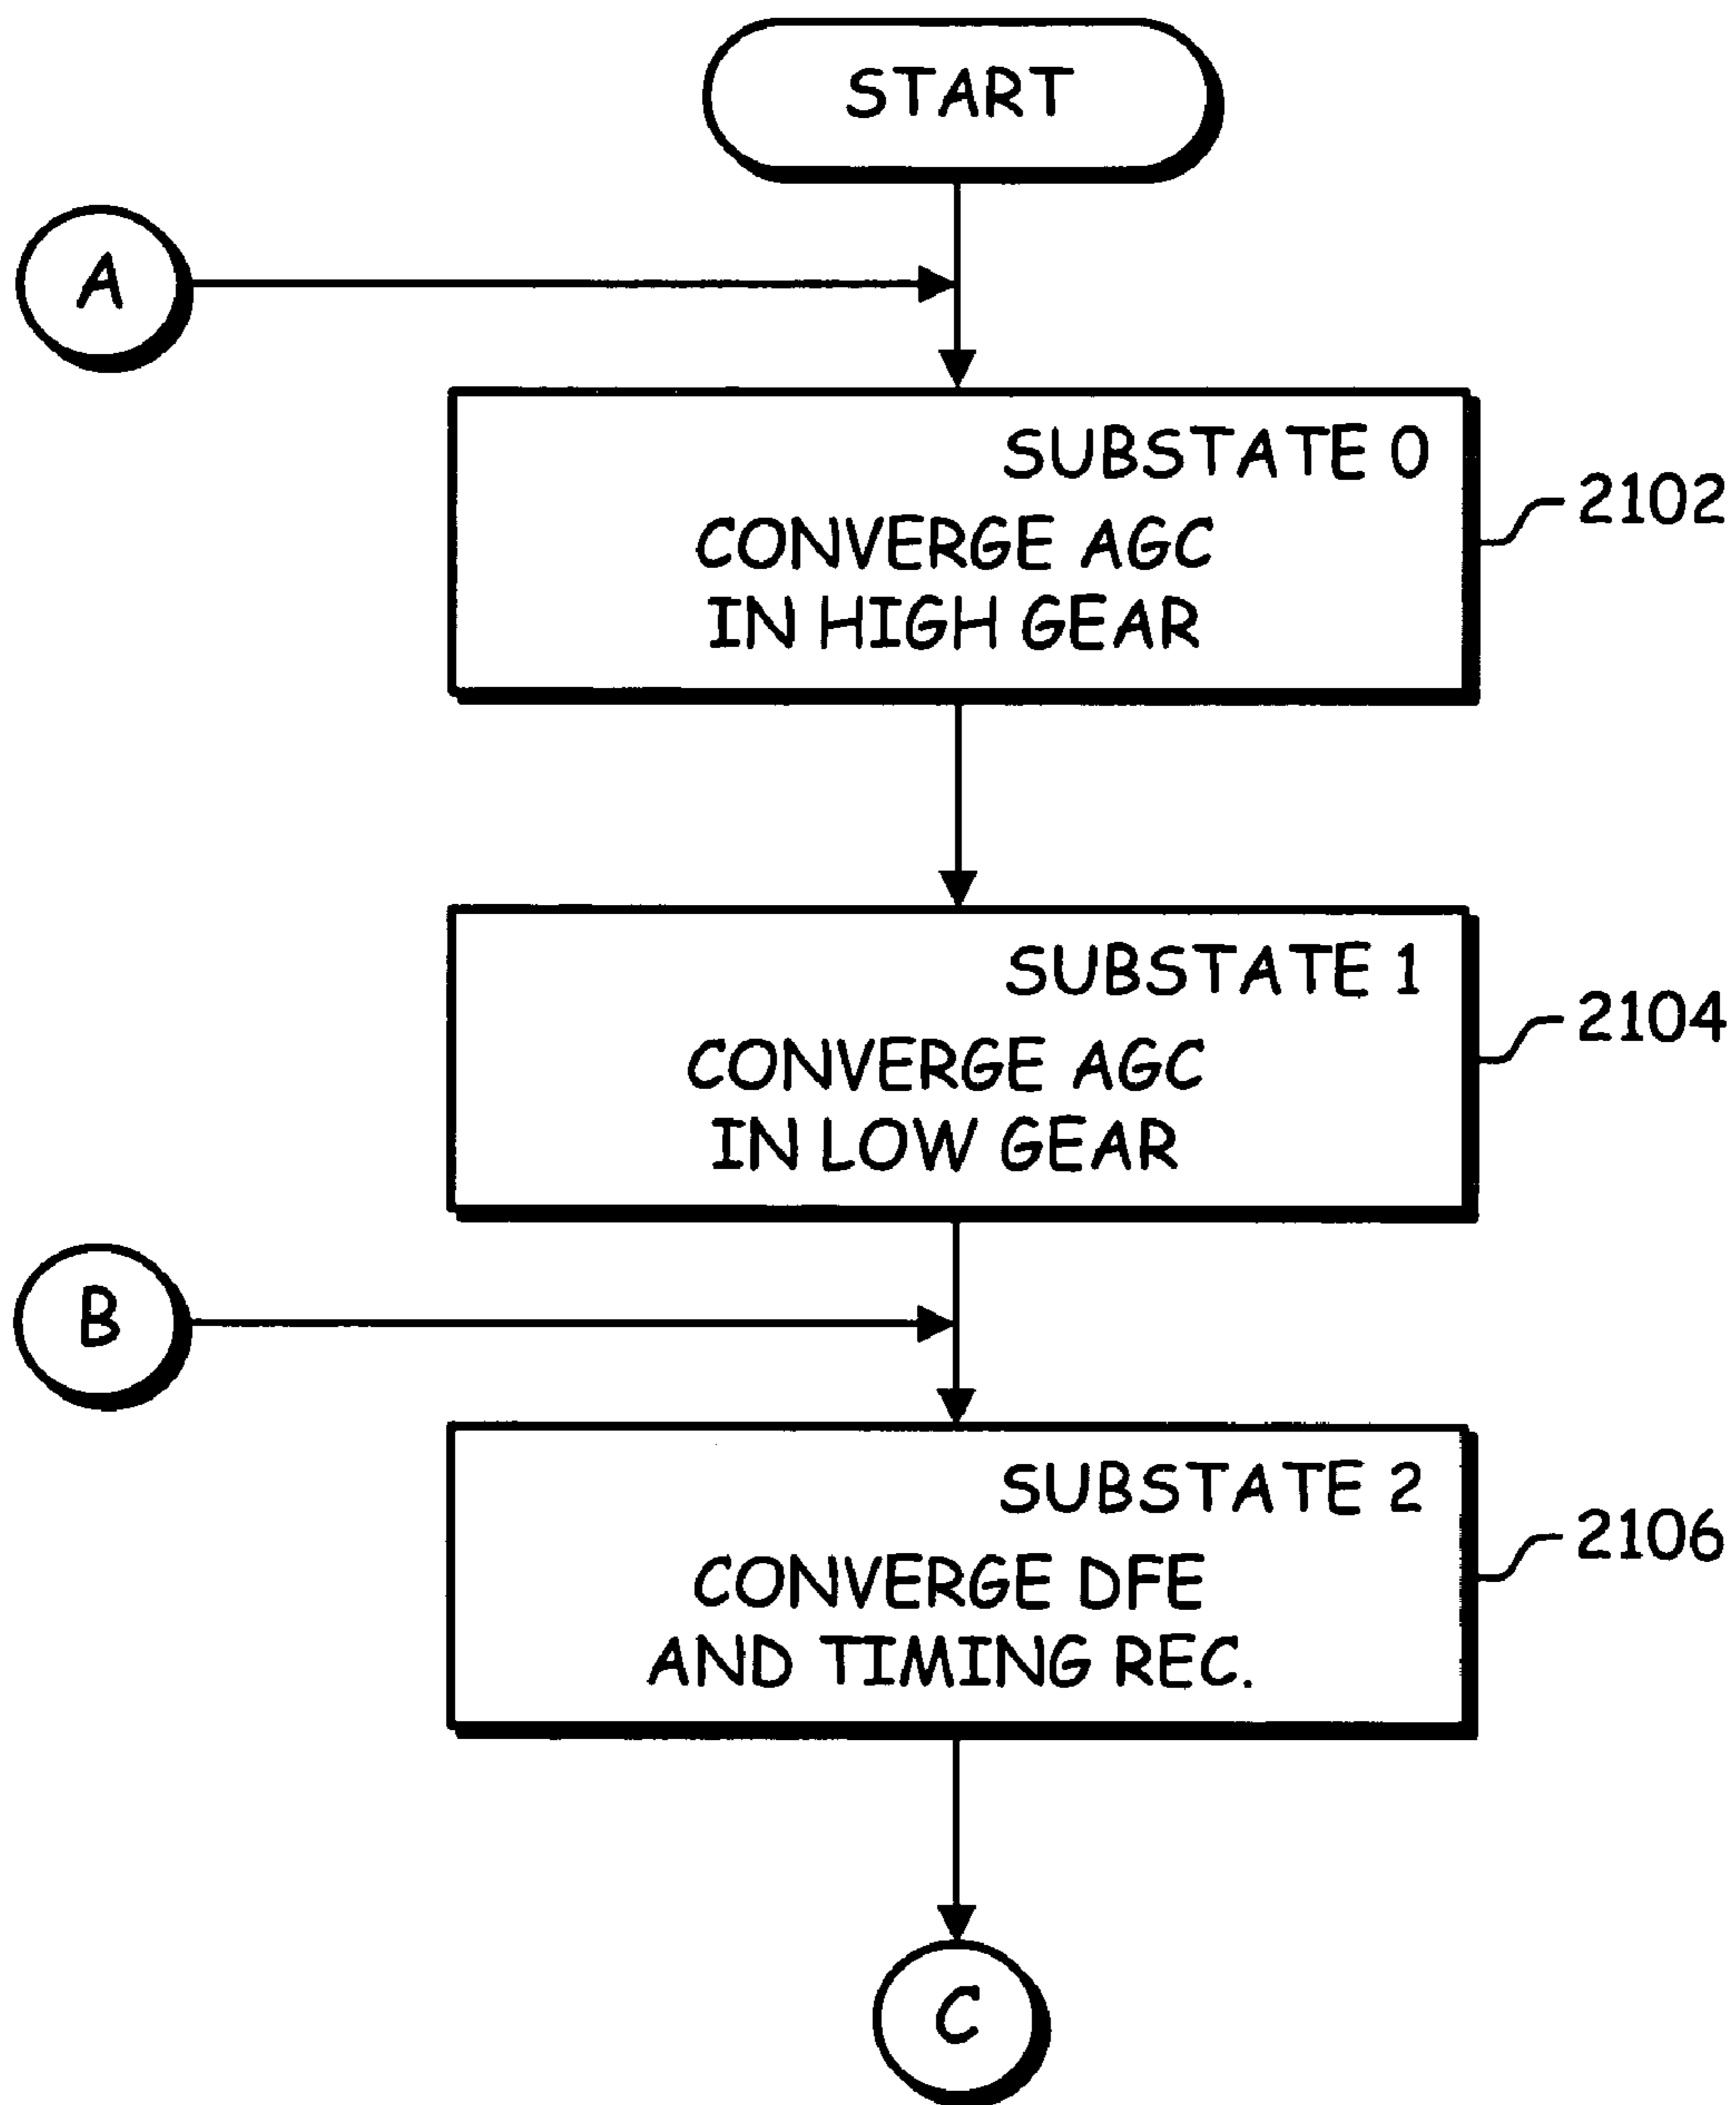 START
A
SUBSTATE 0
CONVERGE AGC
IN HIGH GEAR
2102
SUBSTATE 1
CONVERGE AGC
IN LOW GEAR
2104
B
SUBSTATE 2
CONVERGE DFE
AND TIMING REC.
2106
C